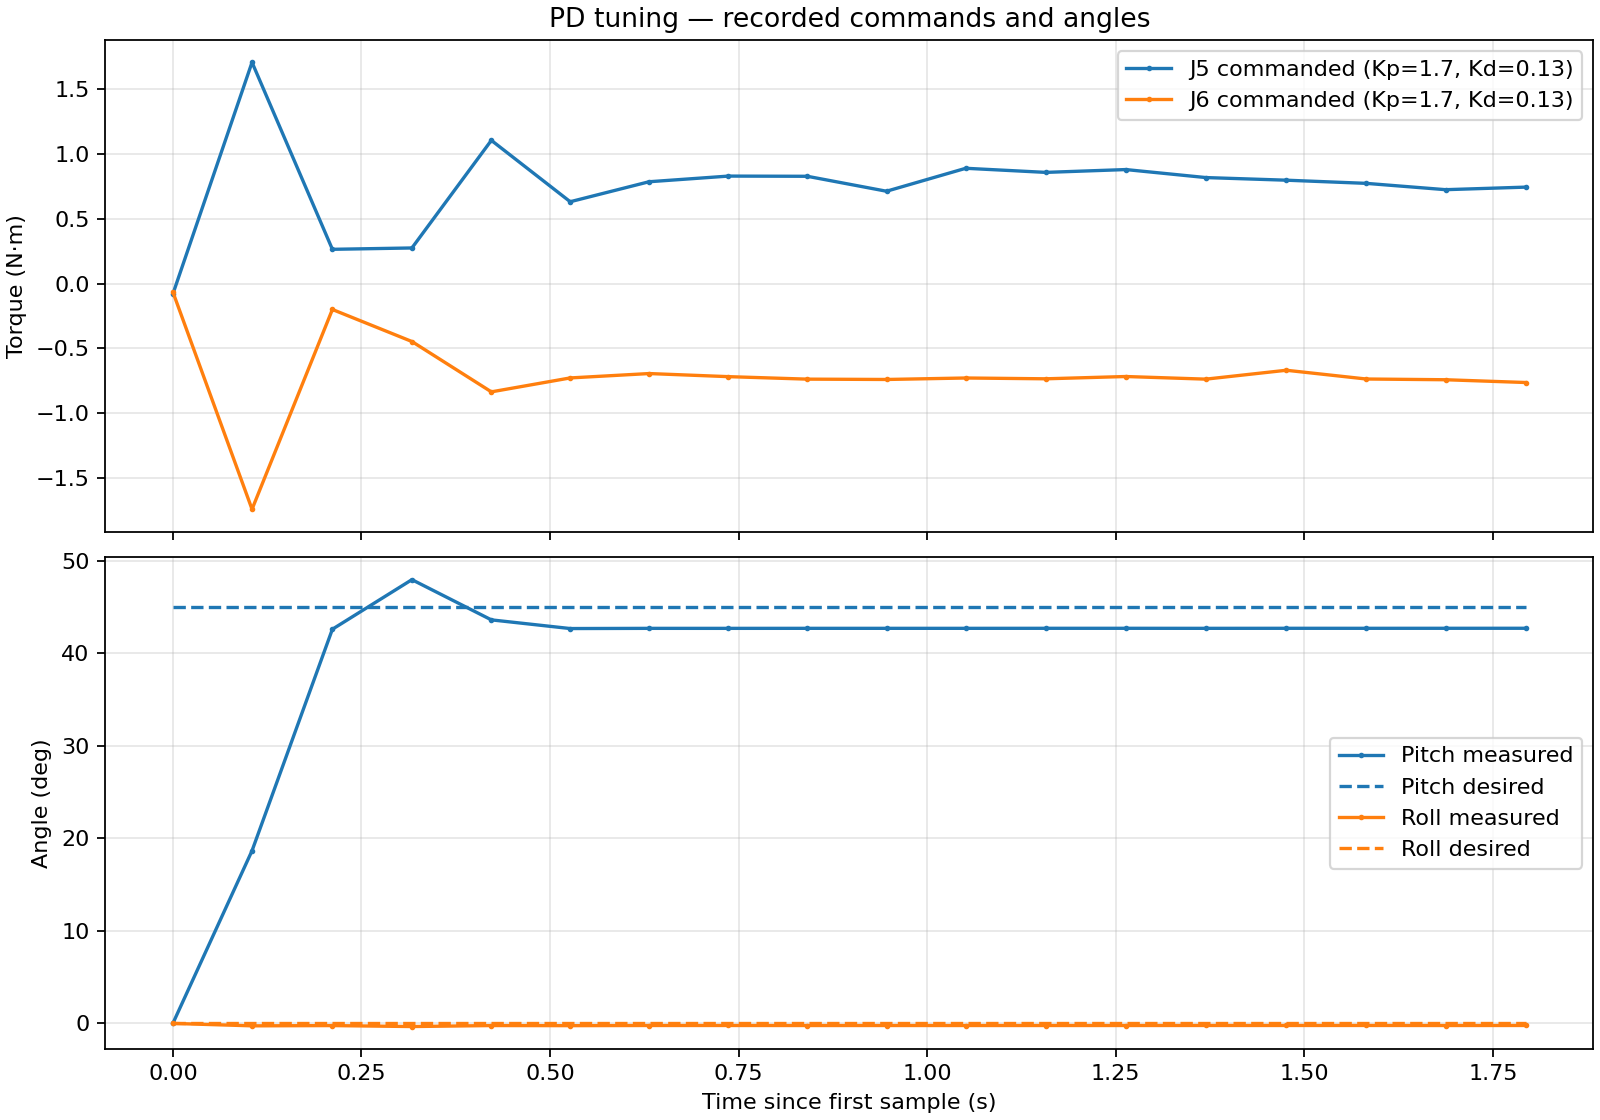 PD tuning — recorded commands and angles
J5 commanded (Kp=1.7, Kd=0.13)
J6 commanded (Kp=1.7, Kd=0.13)
Torque (N·m)
1.5
1.0
0.5
0.0
−0.5
−1.0
−1.5
Angle (deg)
50
40
30
20
10
0
Pitch measured
Pitch desired
Roll measured
Roll desired
0.00 0.25 0.50 0.75 1.00 1.25 1.50 1.75
Time since first sample (s)